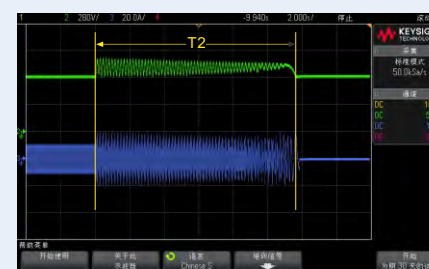 1 2 280V/ 3 20.0A/ 4 -9.940s 2.000s/ 停止
KEYSIGHT
TECHNOLOGIES
T2
采集
标准模式
50.0kSa/s
通道
DC
DC
DC
DC
帮助菜单
开始使用
关于此
示波器
语言
Chinese S
培训信号
开始